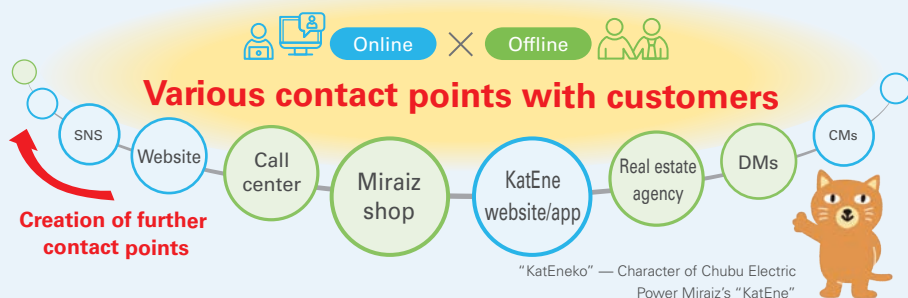 Online
Offline
Various contact points with customers
SNS
Website
Call
center
Miraiz
shop
KatEne
website/app
Real estate
agency
DMs
CMs
Creation of further
contact points
“KatEneko” — Character of Chubu Electric
Power Miraiz’s “KatEne”